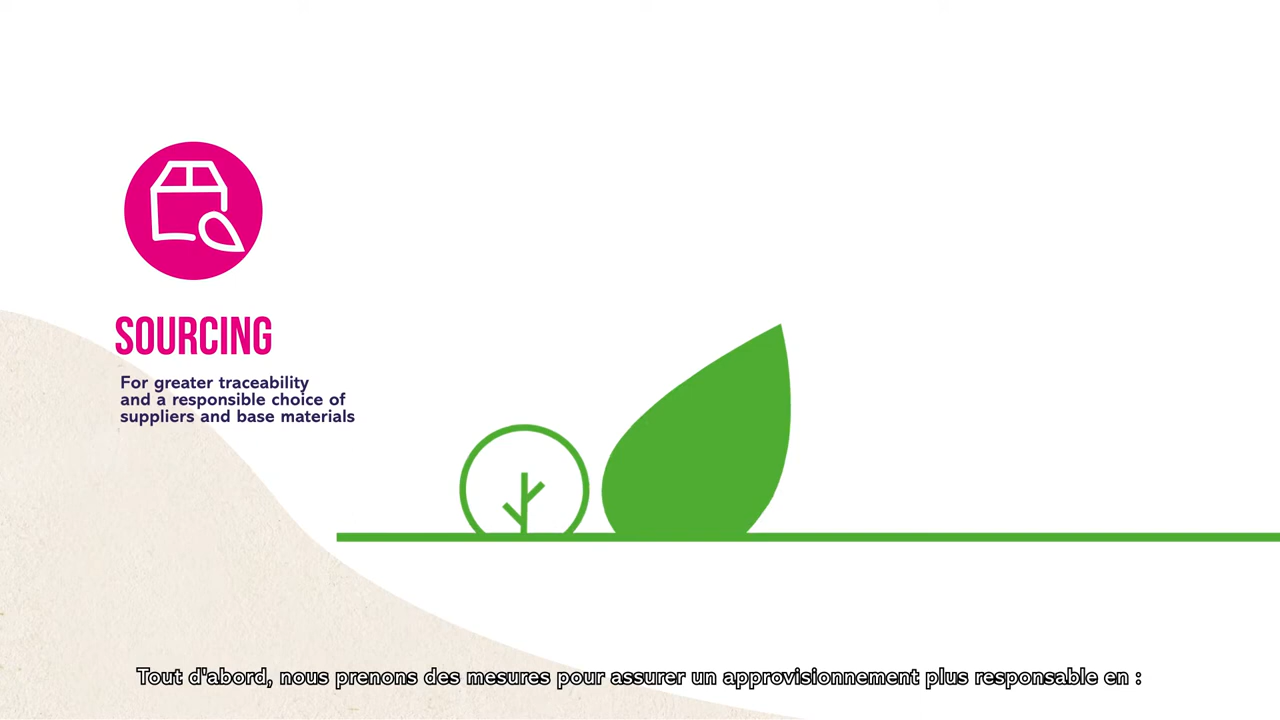 SOURCING
For greater traceability
and a responsible choice of
suppliers and base materials
Tout d'abord, nous prenons des mesures pour assurer un approvisionnement plus responsable en :